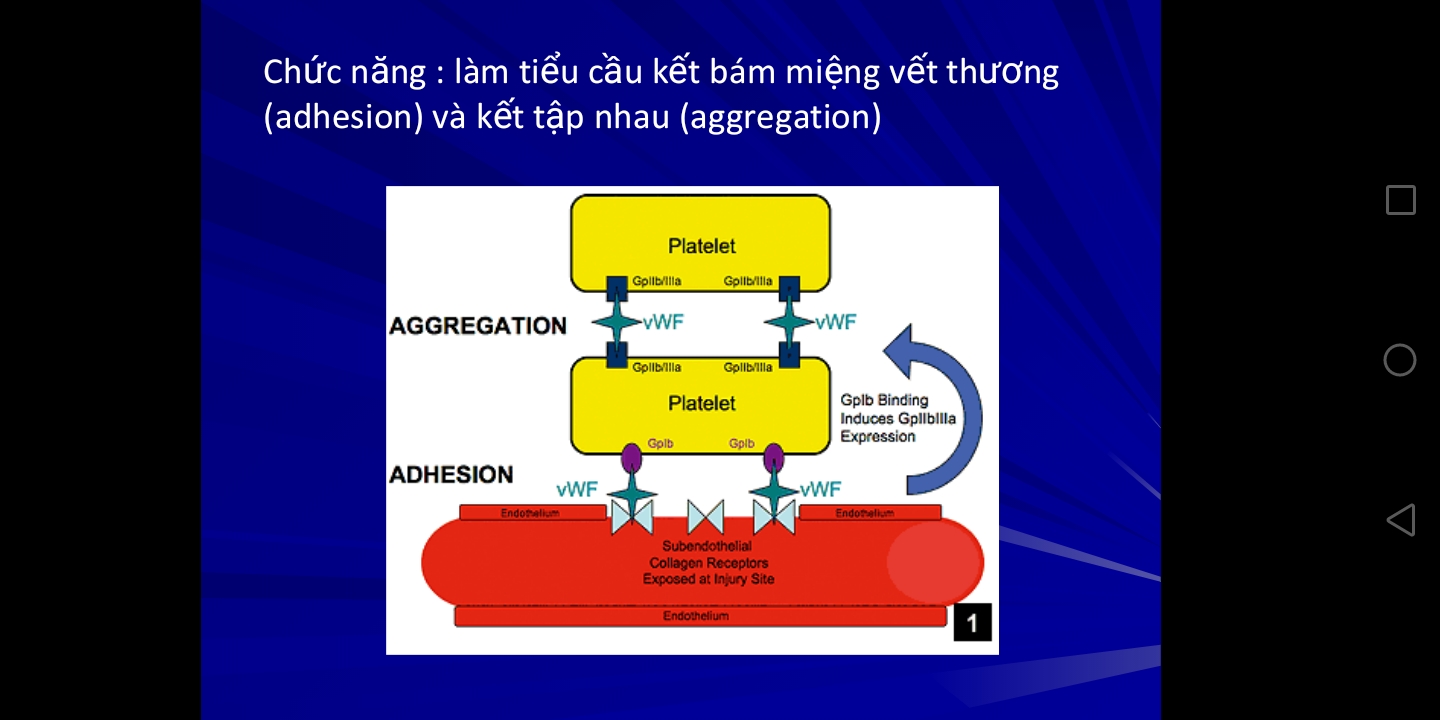 Chức năng : làm tiểu cầu kết bám miệng vết thương
(adhesion) và kết tập nhau (aggregation)
Platelet
GpIIb/IIIa GpIIb/IIIa
AGGREGATION vWF vWF
GpIIb/IIIa GpIIb/IIIa
Platelet
GpIb Binding
Induces GpIIbIIIa
Expression
GpIb GpIb
ADHESION
vWF vWF
Endothelium Endothelium
Subendothelial
Collagen Receptors
Exposed at Injury Site
Endothelium
1